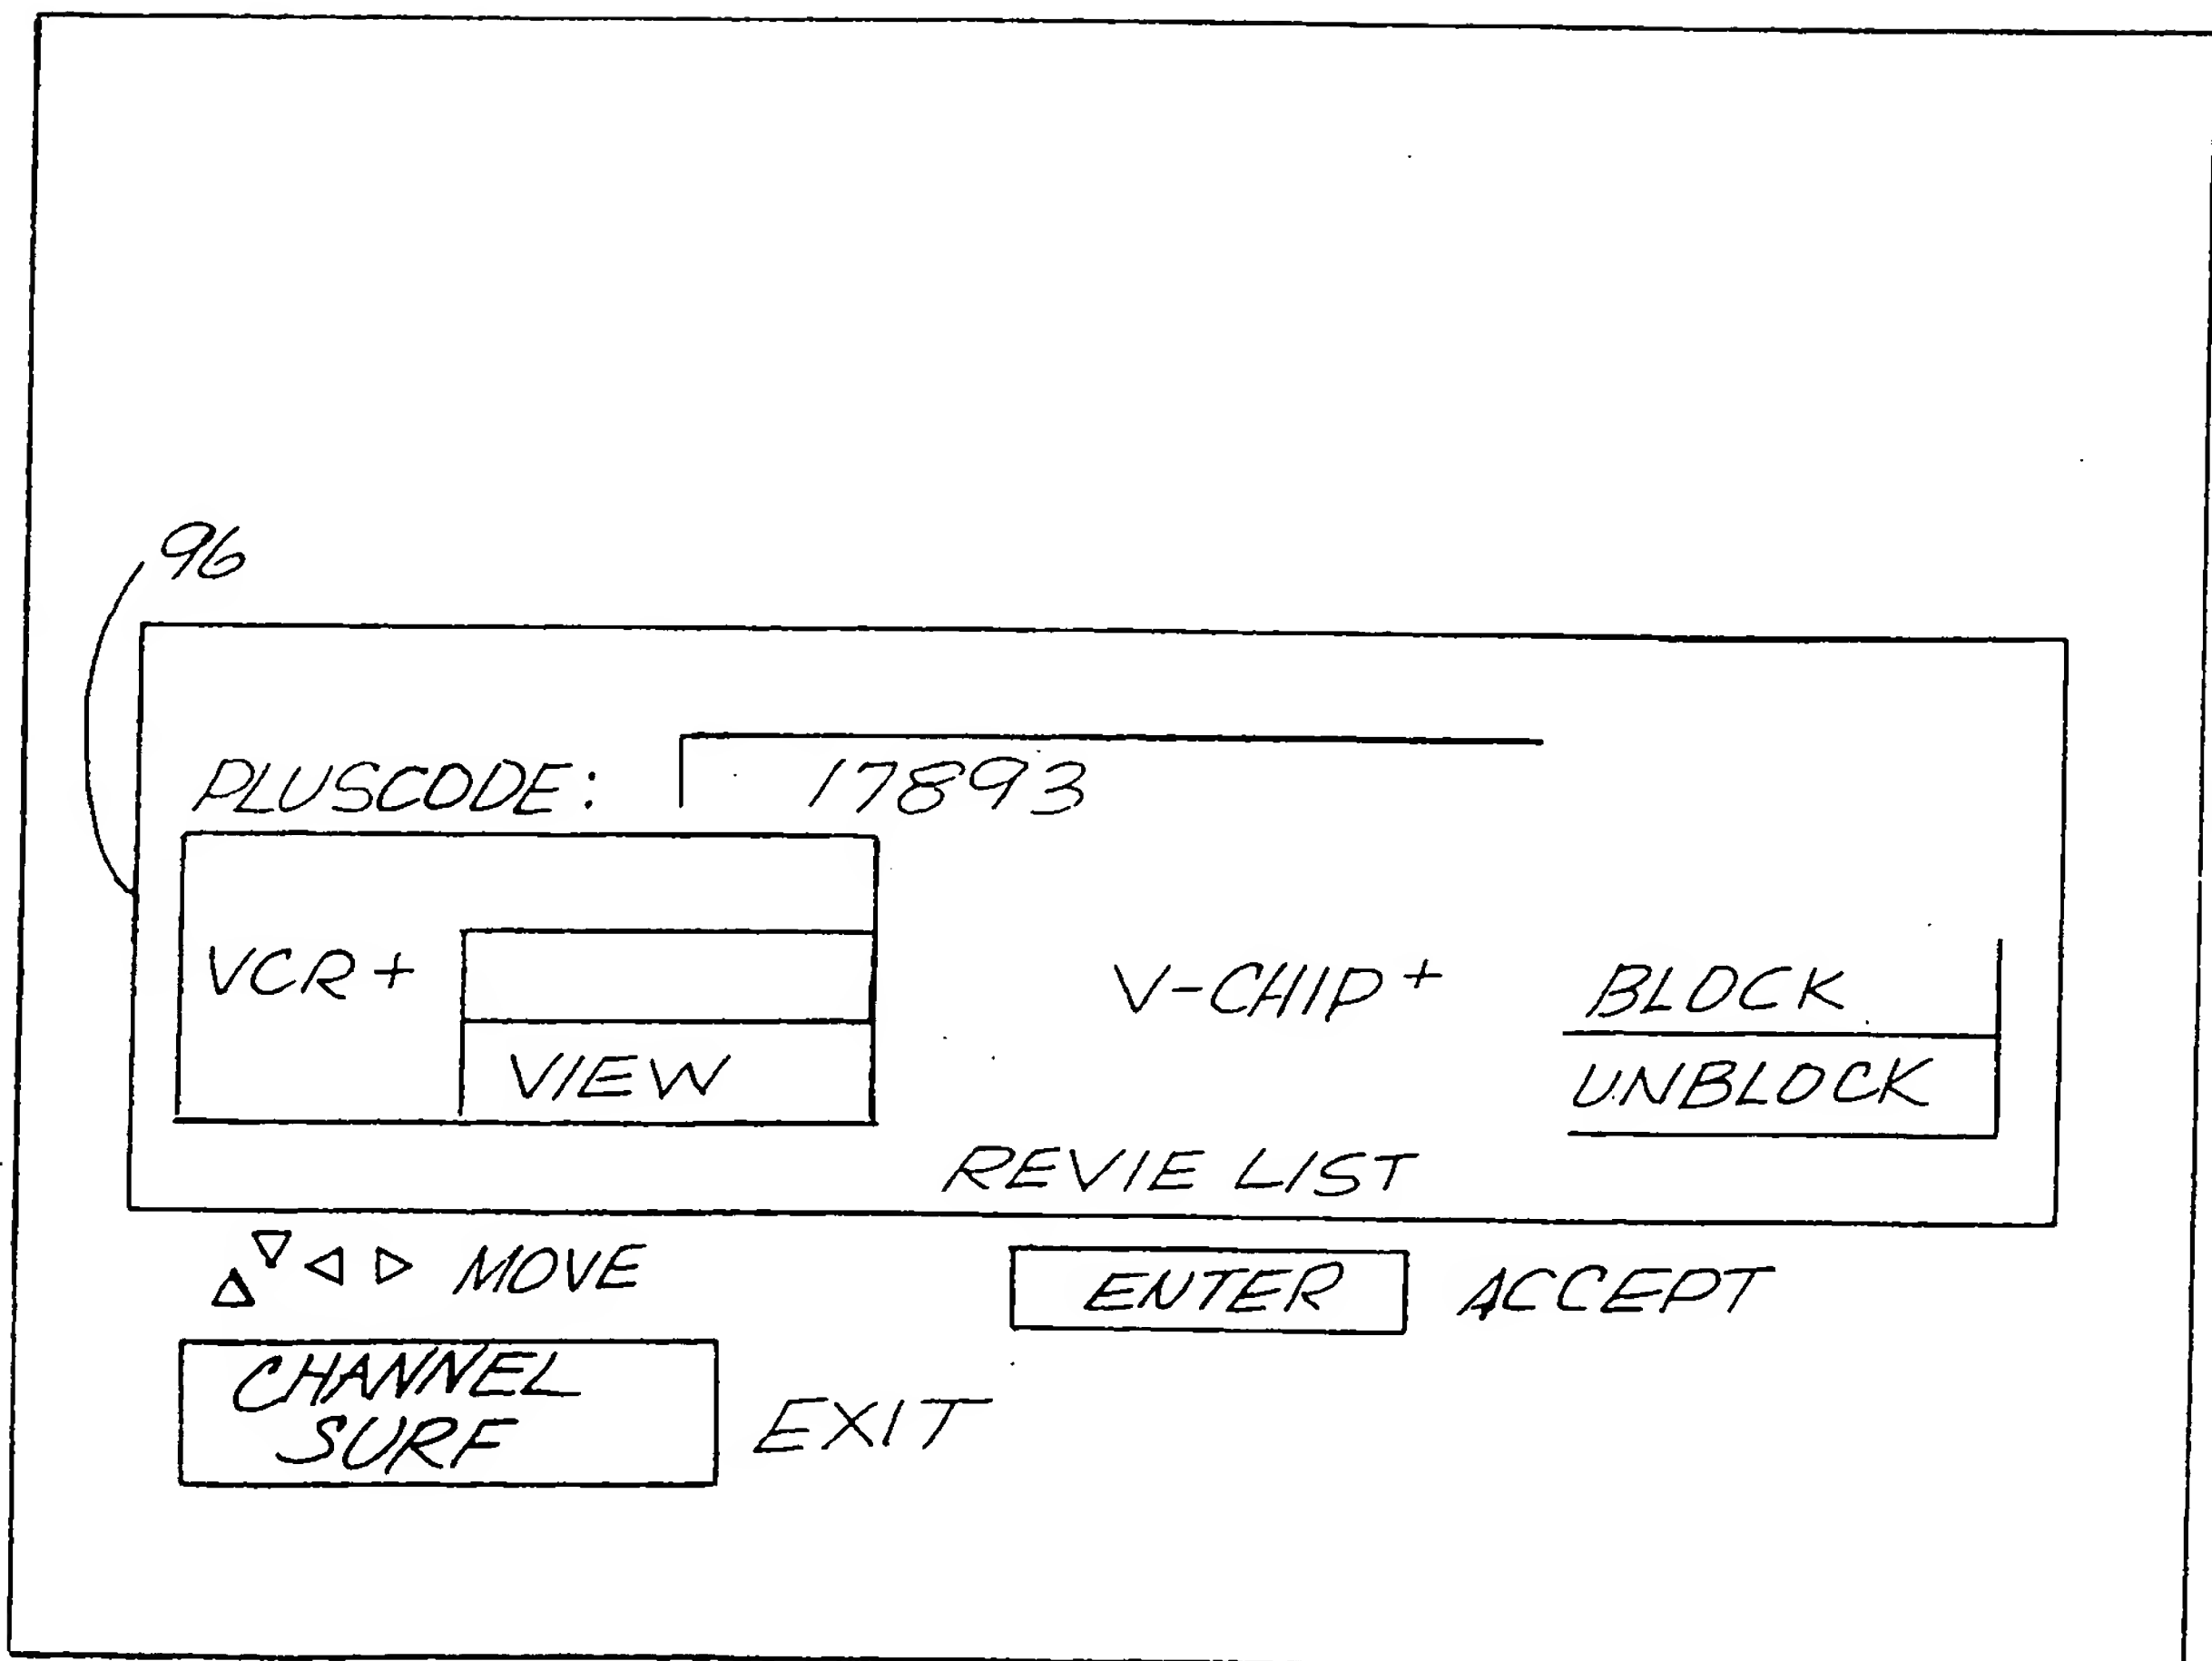 96
PLUSCODE: 17893
VCR+ V-CHIP+ BLOCK
VIEW UNBLOCK
REVIE LIST
MOVE ENTER ACCEPT
CHANNEL
SURF EXIT